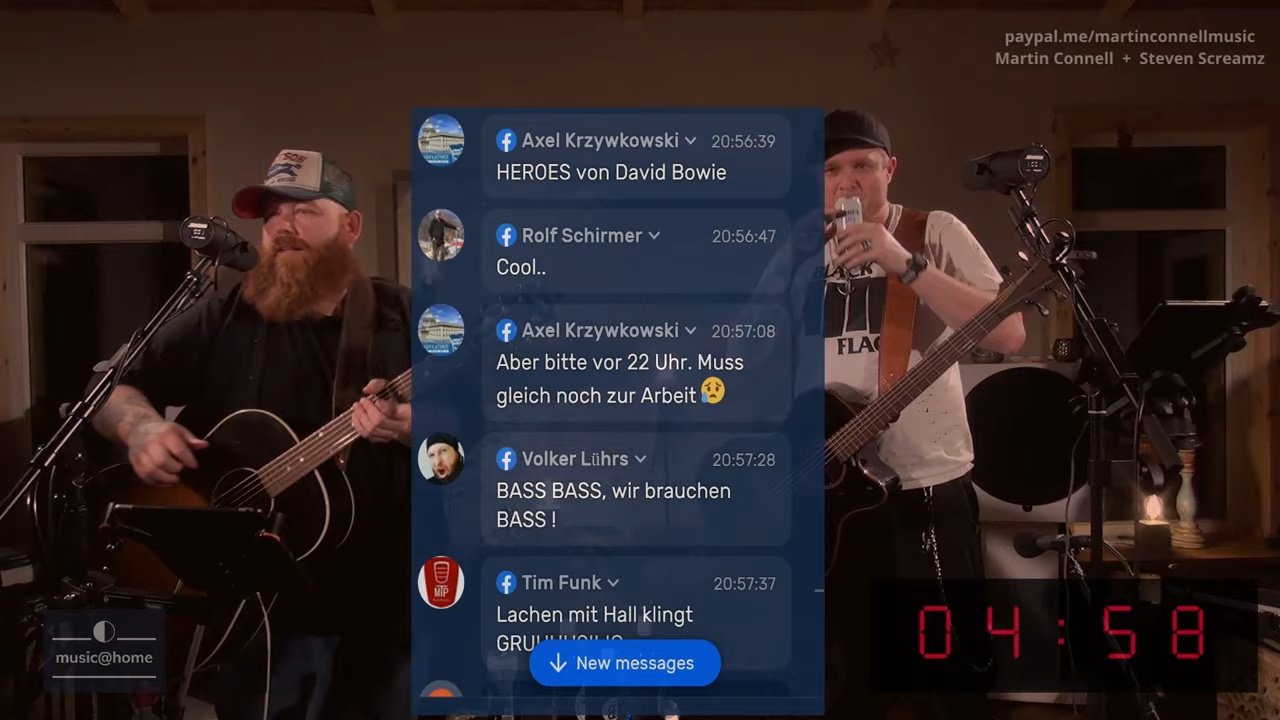 paypal.me/martinconnellmusic
Martin Connell + Steven Screamz
Axel Krzywkowski 20:56:39
HEROES von David Bowie
Rolf Schirmer 20:56:47
Cool..
Axel Krzywkowski 20:57:08
Aber bitte vor 22 Uhr. Muss
gleich noch zur Arbeit 😥
Volker Lührs 20:57:28
BASS BASS, wir brauchen
BASS !
Tim Funk 20:57:37
Lachen mit Hall klingt
New messages
BLACK
FLAG
MTP
music@home
04:58